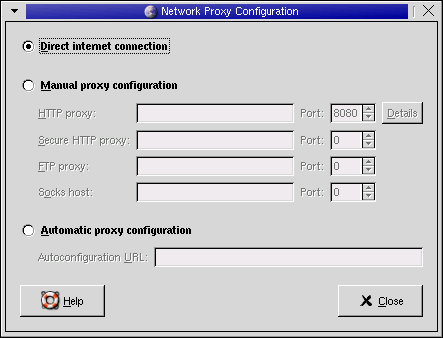 Network Proxy Configuration
Direct internet connection
Manual proxy configuration
HTTP proxy: Port: 8080 Details
Secure HTTP proxy: Port: 0
FTP proxy: Port: 0
Socks host: Port: 0
Automatic proxy configuration
Autoconfiguration URL:
Help Close